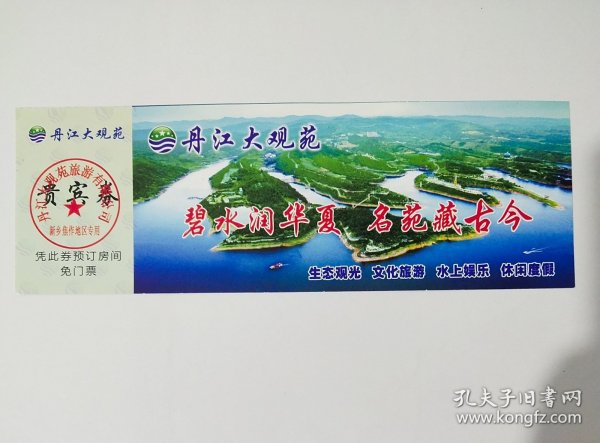 丹江大观苑
丹江大观苑旅游有限公司
贵宾券
新乡焦作地区专用
凭此券预订房间
免门票
丹江大观苑
碧水润华夏 名苑藏古今
生态观光 文化旅游 水上娱乐 休闲度假
孔夫子旧书网
www.kongfz.com